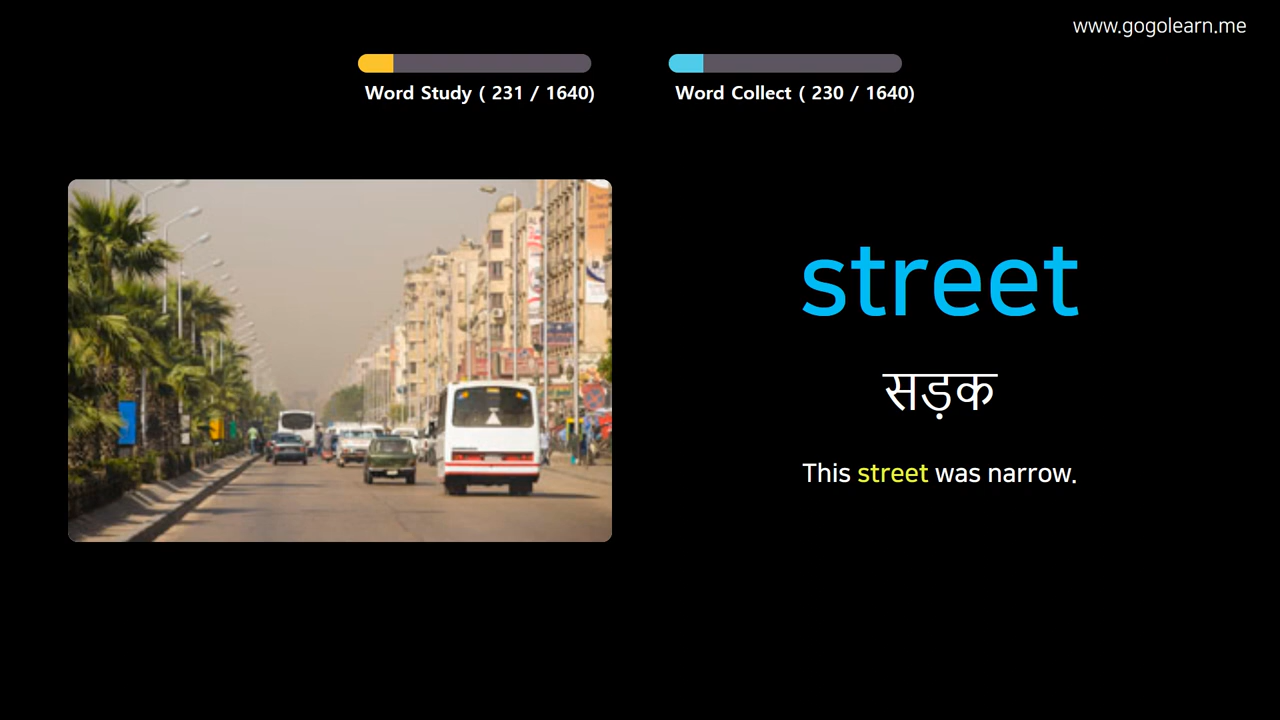 www.gogolearn.me
Word Study ( 231 / 1640)
Word Collect ( 230 / 1640)
street
सड़क
This street was narrow.